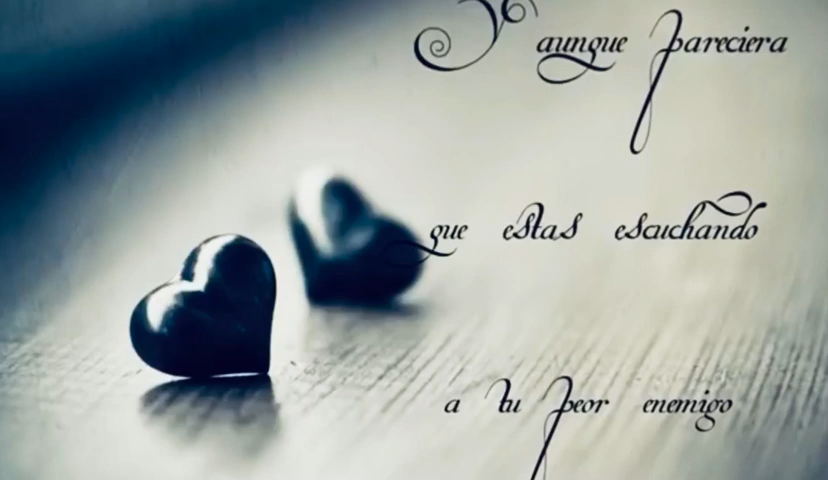 aunque pareciera
que estas escuchando
a tu peor enemigo